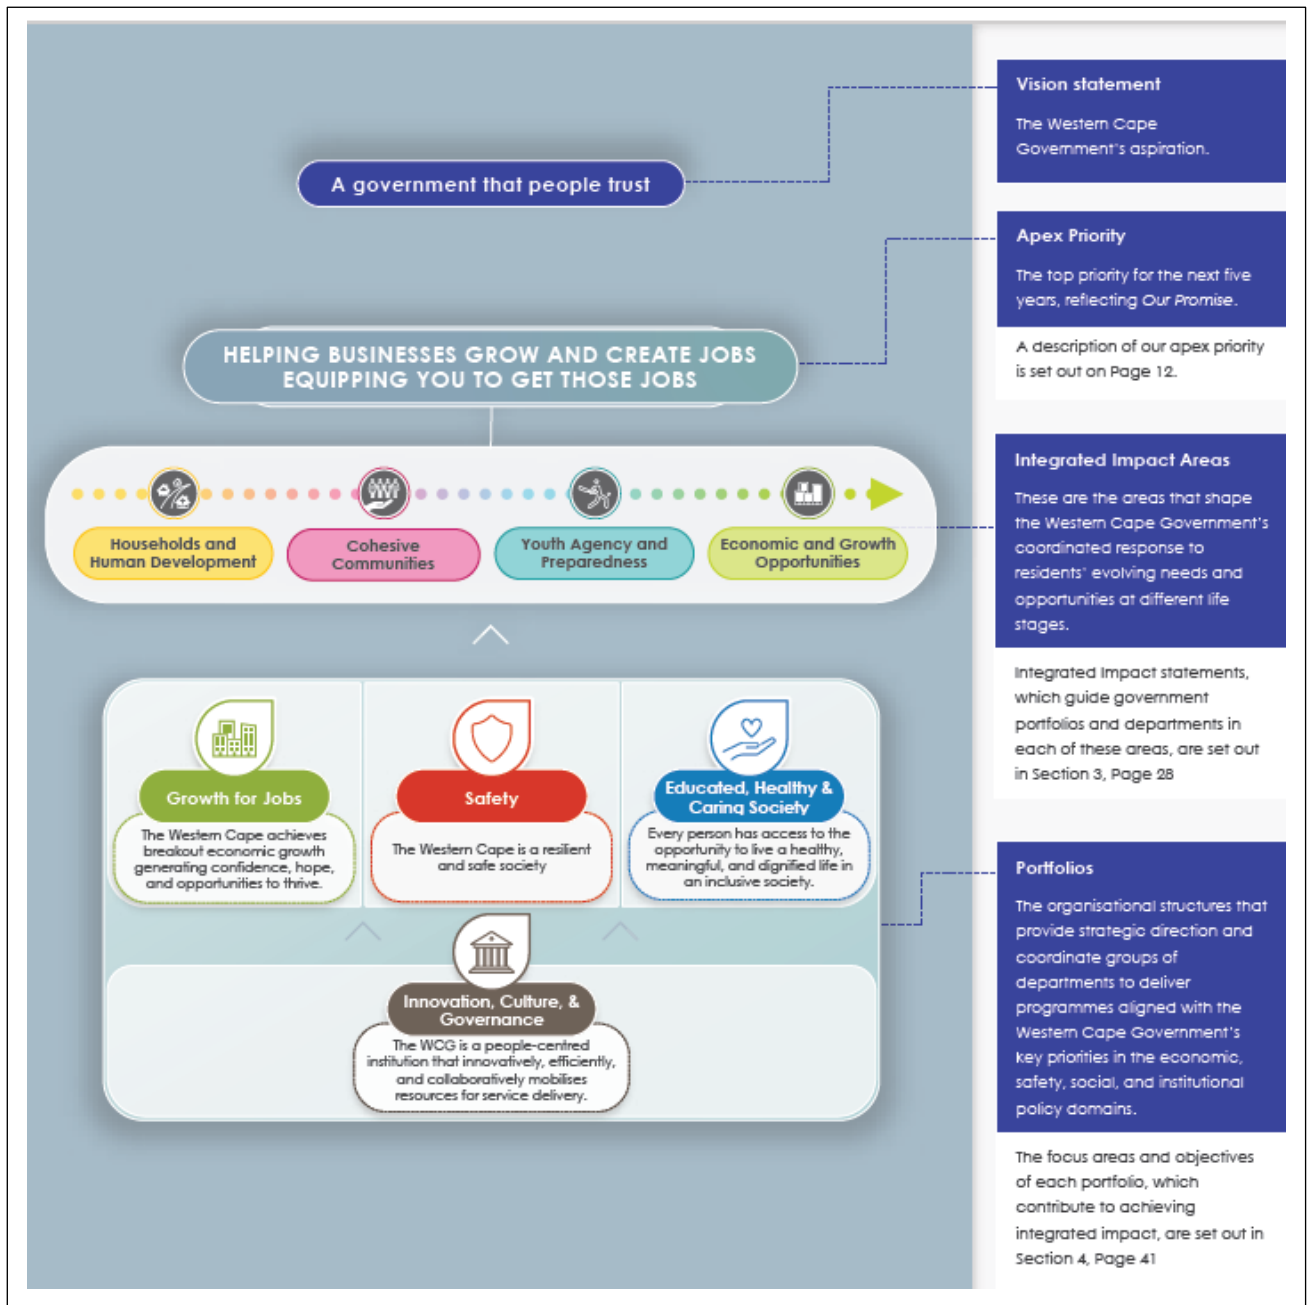 A government that people trust
HELPING BUSINESSES GROW AND CREATE JOBS
EQUIPPING YOU TO GET THOSE JOBS
Households and
Human Development
Cohesive
Communities
Youth Agency and
Preparedness
Economic and Growth
Opportunities
Growth for Jobs
The Western Cape achieves
breakout economic growth
generating confidence, hope,
and opportunities to thrive.
Safety
The Western Cape is a resilient
and safe society
Educated, Healthy &
Caring Society
Every person has access to the
opportunity to live a healthy,
meaningful, and dignified life in
an inclusive society.
Innovation, Culture, &
Governance
The WCG is a people-centred
institution that innovatively, efficiently,
and collaboratively mobilises
resources for service delivery.
Vision statement
The Western Cape
Government's aspiration.
Apex Priority
The top priority for the next five
years, reflecting Our Promise.
A description of our apex priority
is set out on Page 12.
Integrated Impact Areas
These are the areas that shape
the Western Cape Government's
coordinated response to
residents' evolving needs and
opportunities at different life
stages.
Integrated Impact statements,
which guide government
portfolios and departments in
each of these areas, are set out
in Section 3, Page 28
Portfolios
The organisational structures that
provide strategic direction and
coordinate groups of
departments to deliver
programmes aligned with the
Western Cape Government's
key priorities in the economic,
safety, social, and institutional
policy domains.
The focus areas and objectives
of each portfolio, which
contribute to achieving
integrated impact, are set out in
Section 4, Page 41